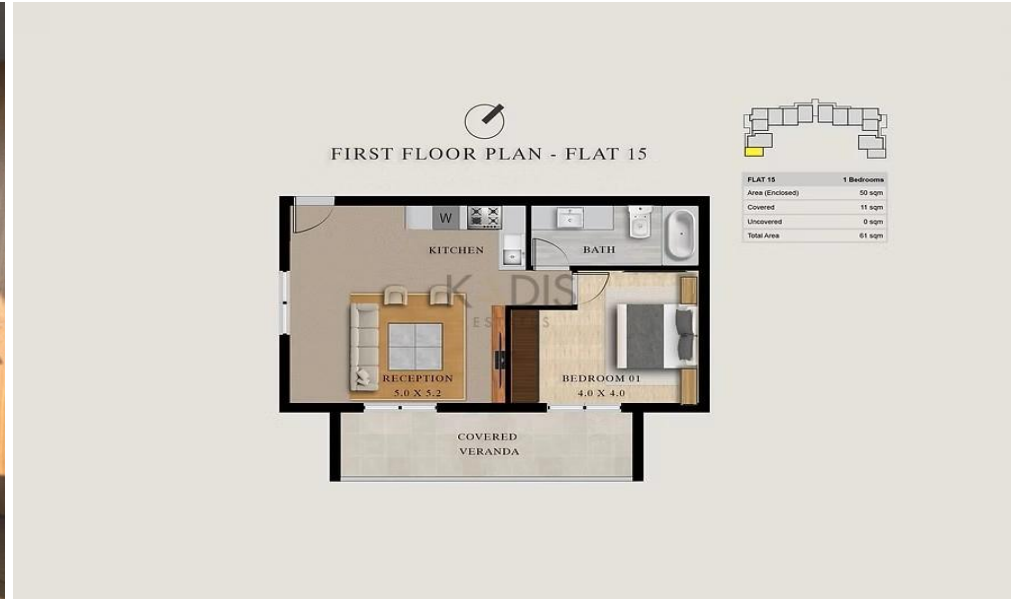 FIRST FLOOR PLAN - FLAT 15
FLAT 15 1 Bedrooms
Area (Enclosed) 50 sqm
Covered 11 sqm
Uncovered 0 sqm
Total Area 61 sqm
W
KITCHEN
BATH
KADIS
ESTATES
RECEPTION
5.0 X 5.2
BEDROOM 01
4.0 X 4.0
COVERED
VERANDA